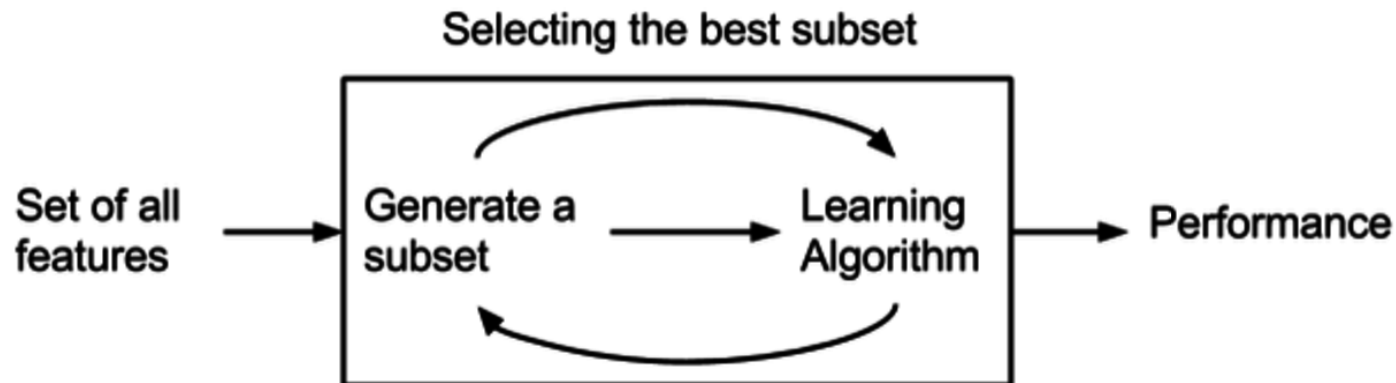 Selecting the best subset
Set of all
features
Generate a
subset
Learning
Algorithm
Performance